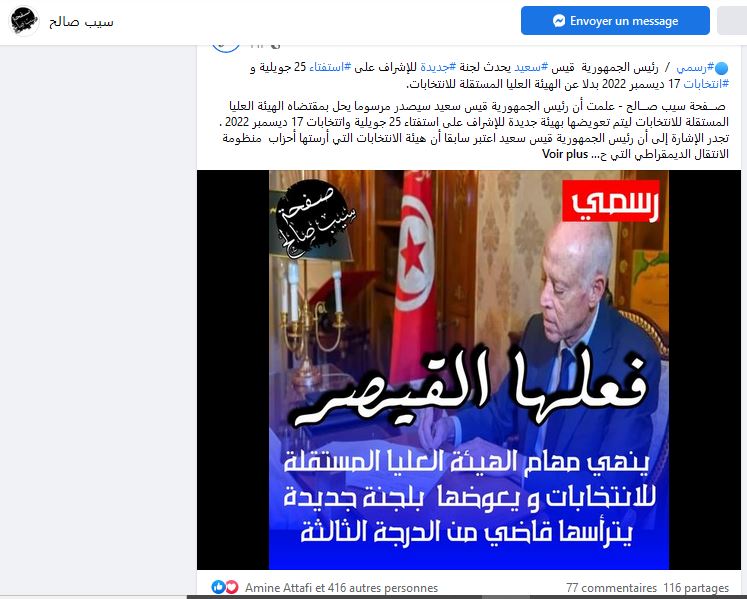 سيب صالح
Envoyer un message
#رسمي / رئيس الجمهورية قيس #سعيد يحدث لجنة #جديدة للإشراف على #استفتاء 25 جويلية و
#انتخابات 17 ديسمبر 2022 بدلا عن الهيئة العليا المستقلة للانتخابات.
صـــفحة سيب صـــالح - علمت أن رئيس الجمهورية قيس سعيد سيصدر مرسوما يحل بمقتضاه الهيئة العليا
المستقلة للانتخابات ليتم تعويضها بهيئة جديدة للإشراف على استفتاء 25 جويلية وانتخابات 17 ديسمبر 2022 .
تجدر الإشارة إلى أن رئيس الجمهورية قيس سعيد اعتبر سابقا أن هيئة الانتخابات التي أرستها أحزاب منظومة
الانتقال الديمقراطي التي ح... Voir plus
صفحة
سيب صالح
رسمي
فعلها القيصر
ينهي مهام الهيئة العليا المستقلة
للانتخابات و يعوضها بلجنة جديدة
يترأسها قاضي من الدرجة الثالثة
Amine Attafi et 416 autres personnes
77 commentaires 116 partages